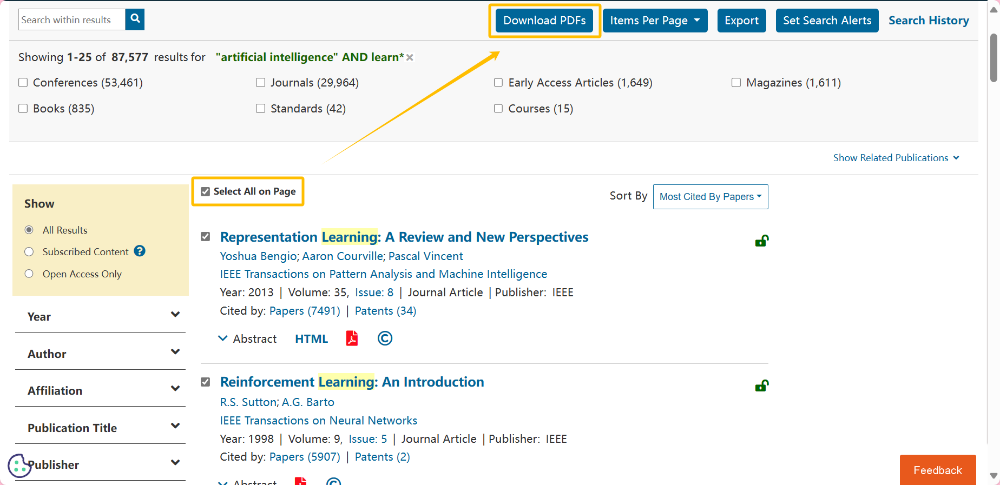 Search within results
Download PDFs
Items Per Page
Export
Set Search Alerts
Search History
Showing 1-25 of 87,577 results for "artificial intelligence" AND learn*
Conferences (53,461)
Journals (29,964)
Early Access Articles (1,649)
Magazines (1,611)
Books (835)
Standards (42)
Courses (15)
Show Related Publications
Show
All Results
Subscribed Content ?
Open Access Only
Year
Author
Affiliation
Publication Title
Publisher
Select All on Page
Sort By
Most Cited By Papers
Representation Learning: A Review and New Perspectives
Yoshua Bengio; Aaron Courville; Pascal Vincent
IEEE Transactions on Pattern Analysis and Machine Intelligence
Year: 2013 | Volume: 35, Issue: 8 | Journal Article | Publisher: IEEE
Cited by: Papers (7491) | Patents (34)
Abstract HTML ©
Reinforcement Learning: An Introduction
R.S. Sutton; A.G. Barto
IEEE Transactions on Neural Networks
Year: 1998 | Volume: 9, Issue: 5 | Journal Article | Publisher: IEEE
Cited by: Papers (5907) | Patents (2)
Abstract ©
Feedback